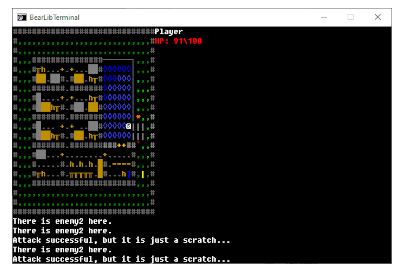 BearLibTerminal
Player
HP: 91\100
There is enemy2 here.
There is enemy2 here.
Attack successful, but it is just a scratch...
There is enemy2 here.
Attack successful, but it is just a scratch...